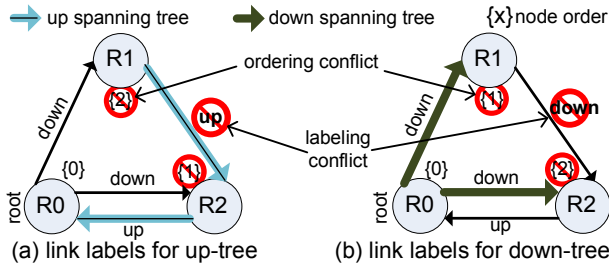 up spanning tree down spanning tree {x} node order
R1 R1
ordering conflict
{2} {1}
down up down down
labeling
conflict
{0} {1} {0} {2}
down down
root R0 R2 root R0 R2
up up
(a) link labels for up-tree (b) link labels for down-tree